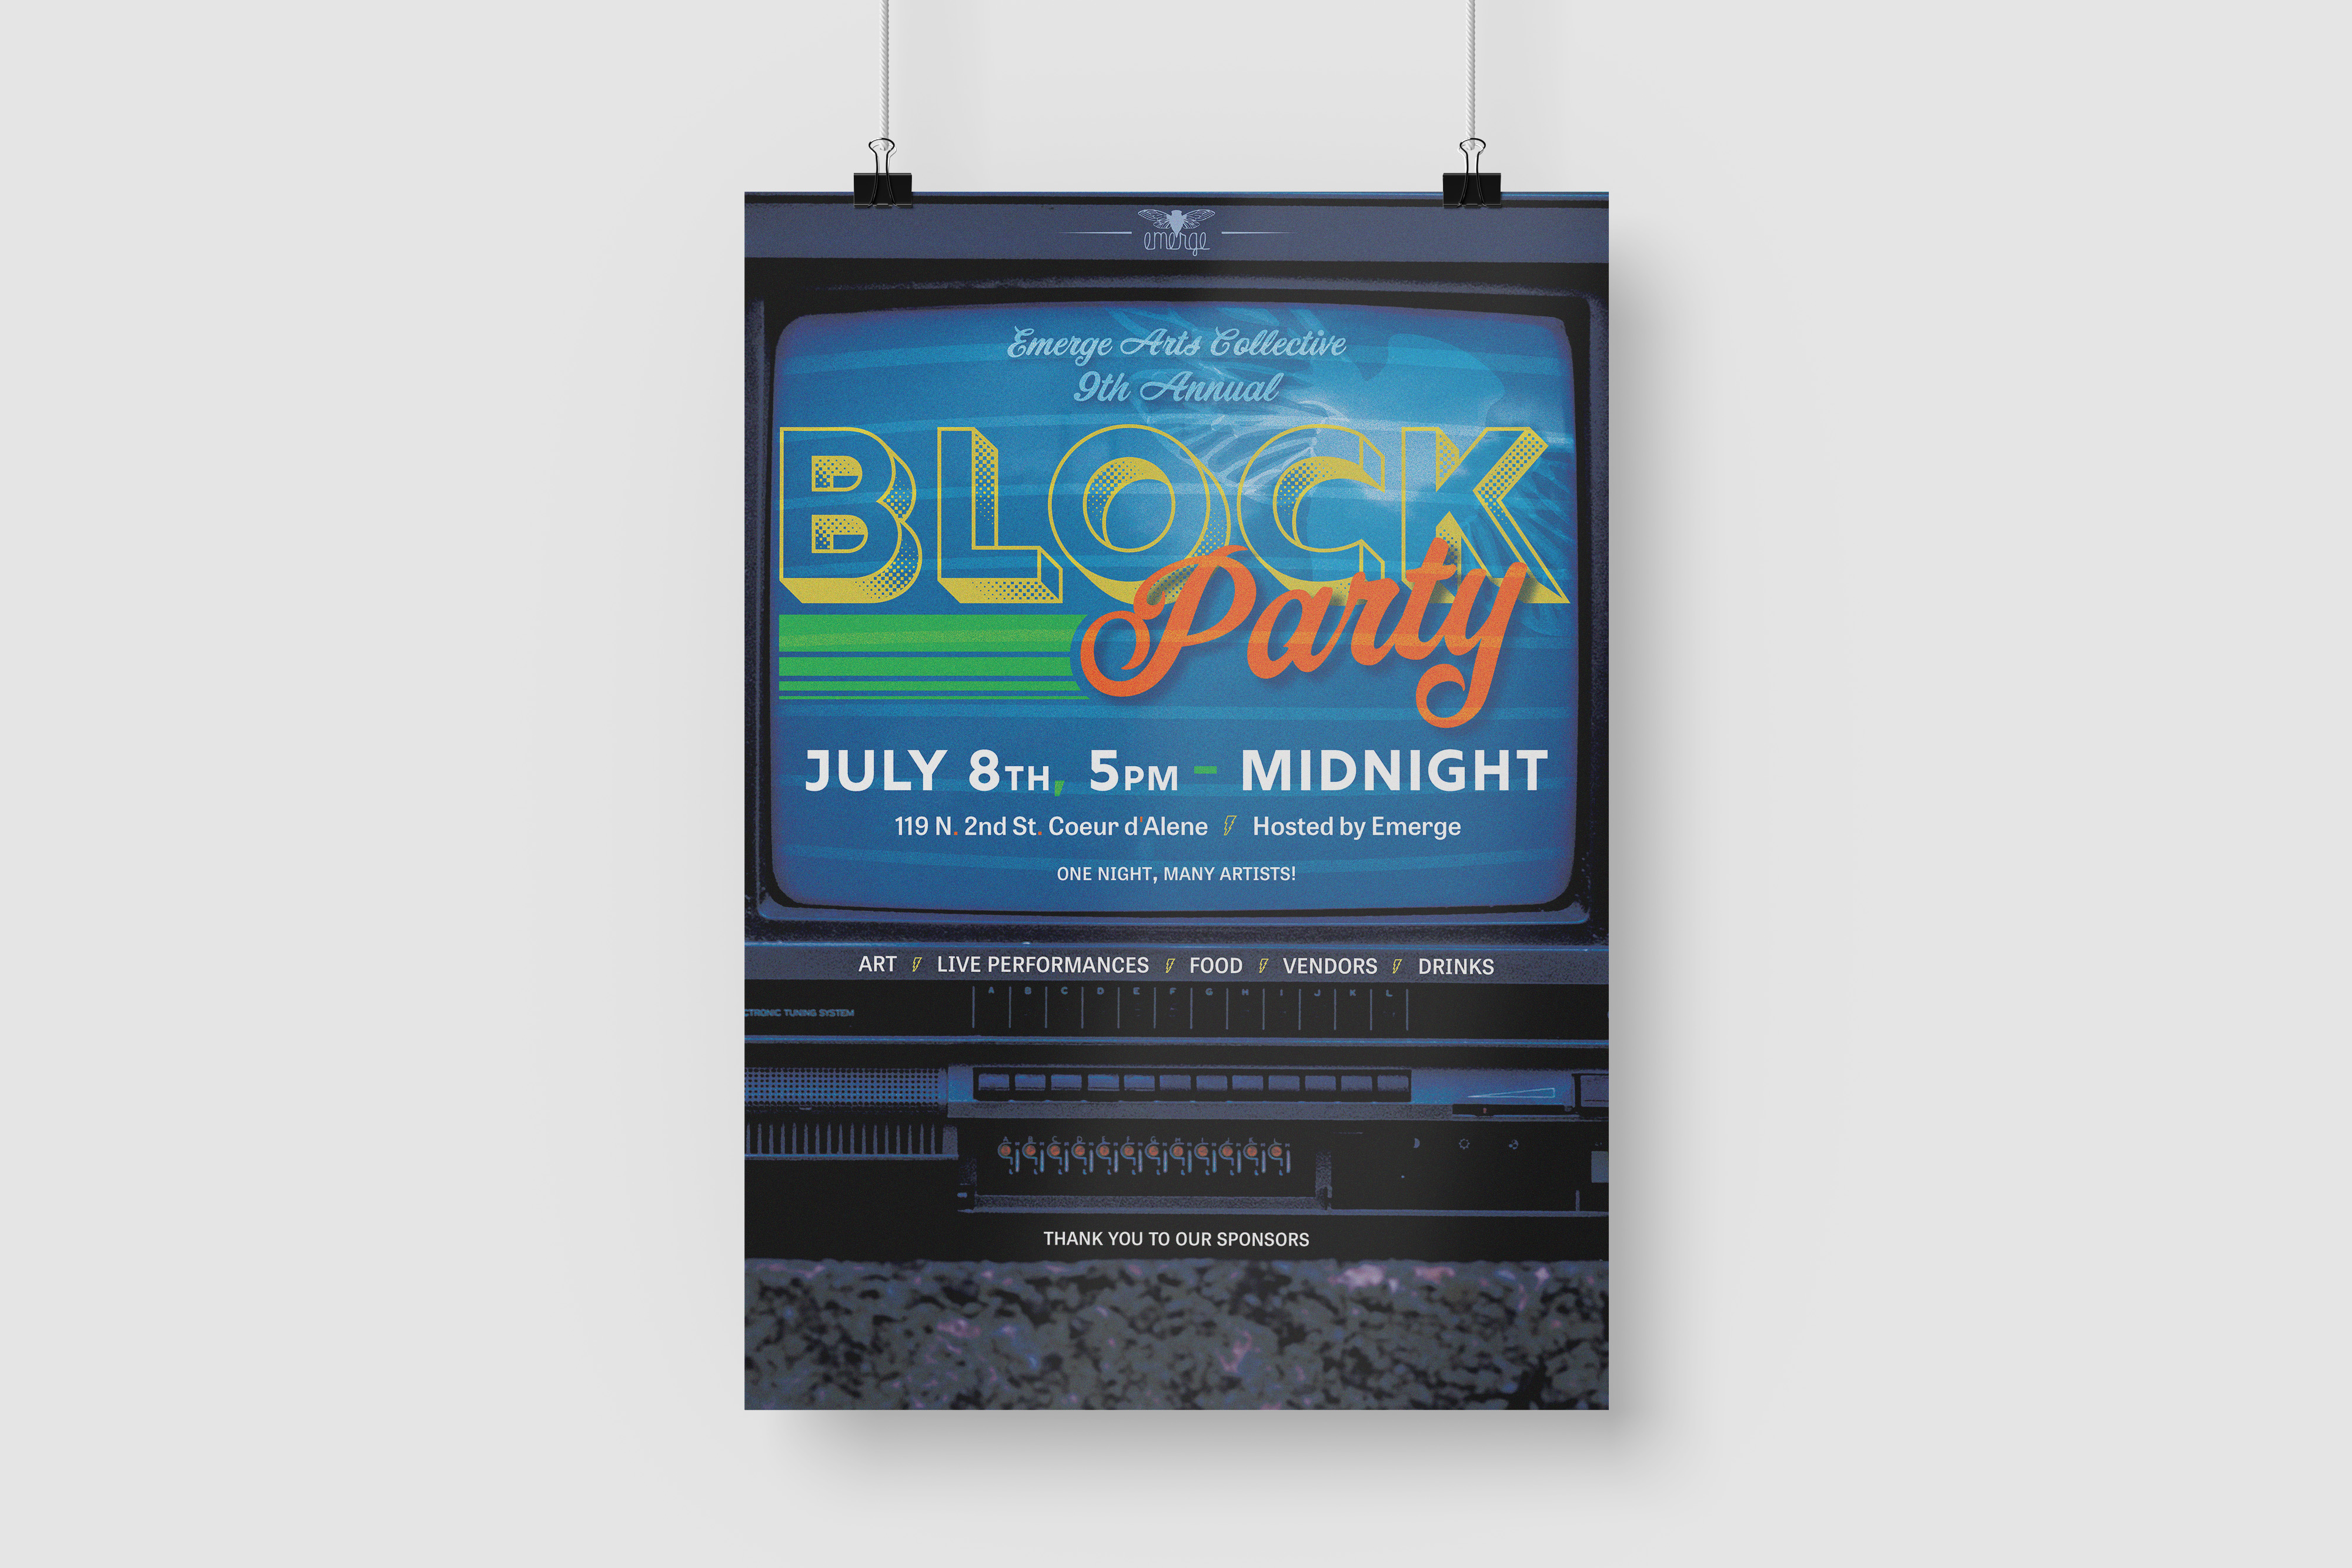 emerge
Emerge Arts Collective
9th Annual
BLOCK
Party
JULY 8TH, 5PM - MIDNIGHT
119 N. 2nd St. Coeur d'Alene Hosted by Emerge
ONE NIGHT, MANY ARTISTS!
ART LIVE PERFORMANCES FOOD VENDORS DRINKS
A B C D E F G H I J K L
CTRONIC TUNING SYSTEM
A B C D E F G H I J K L
THANK YOU TO OUR SPONSORS